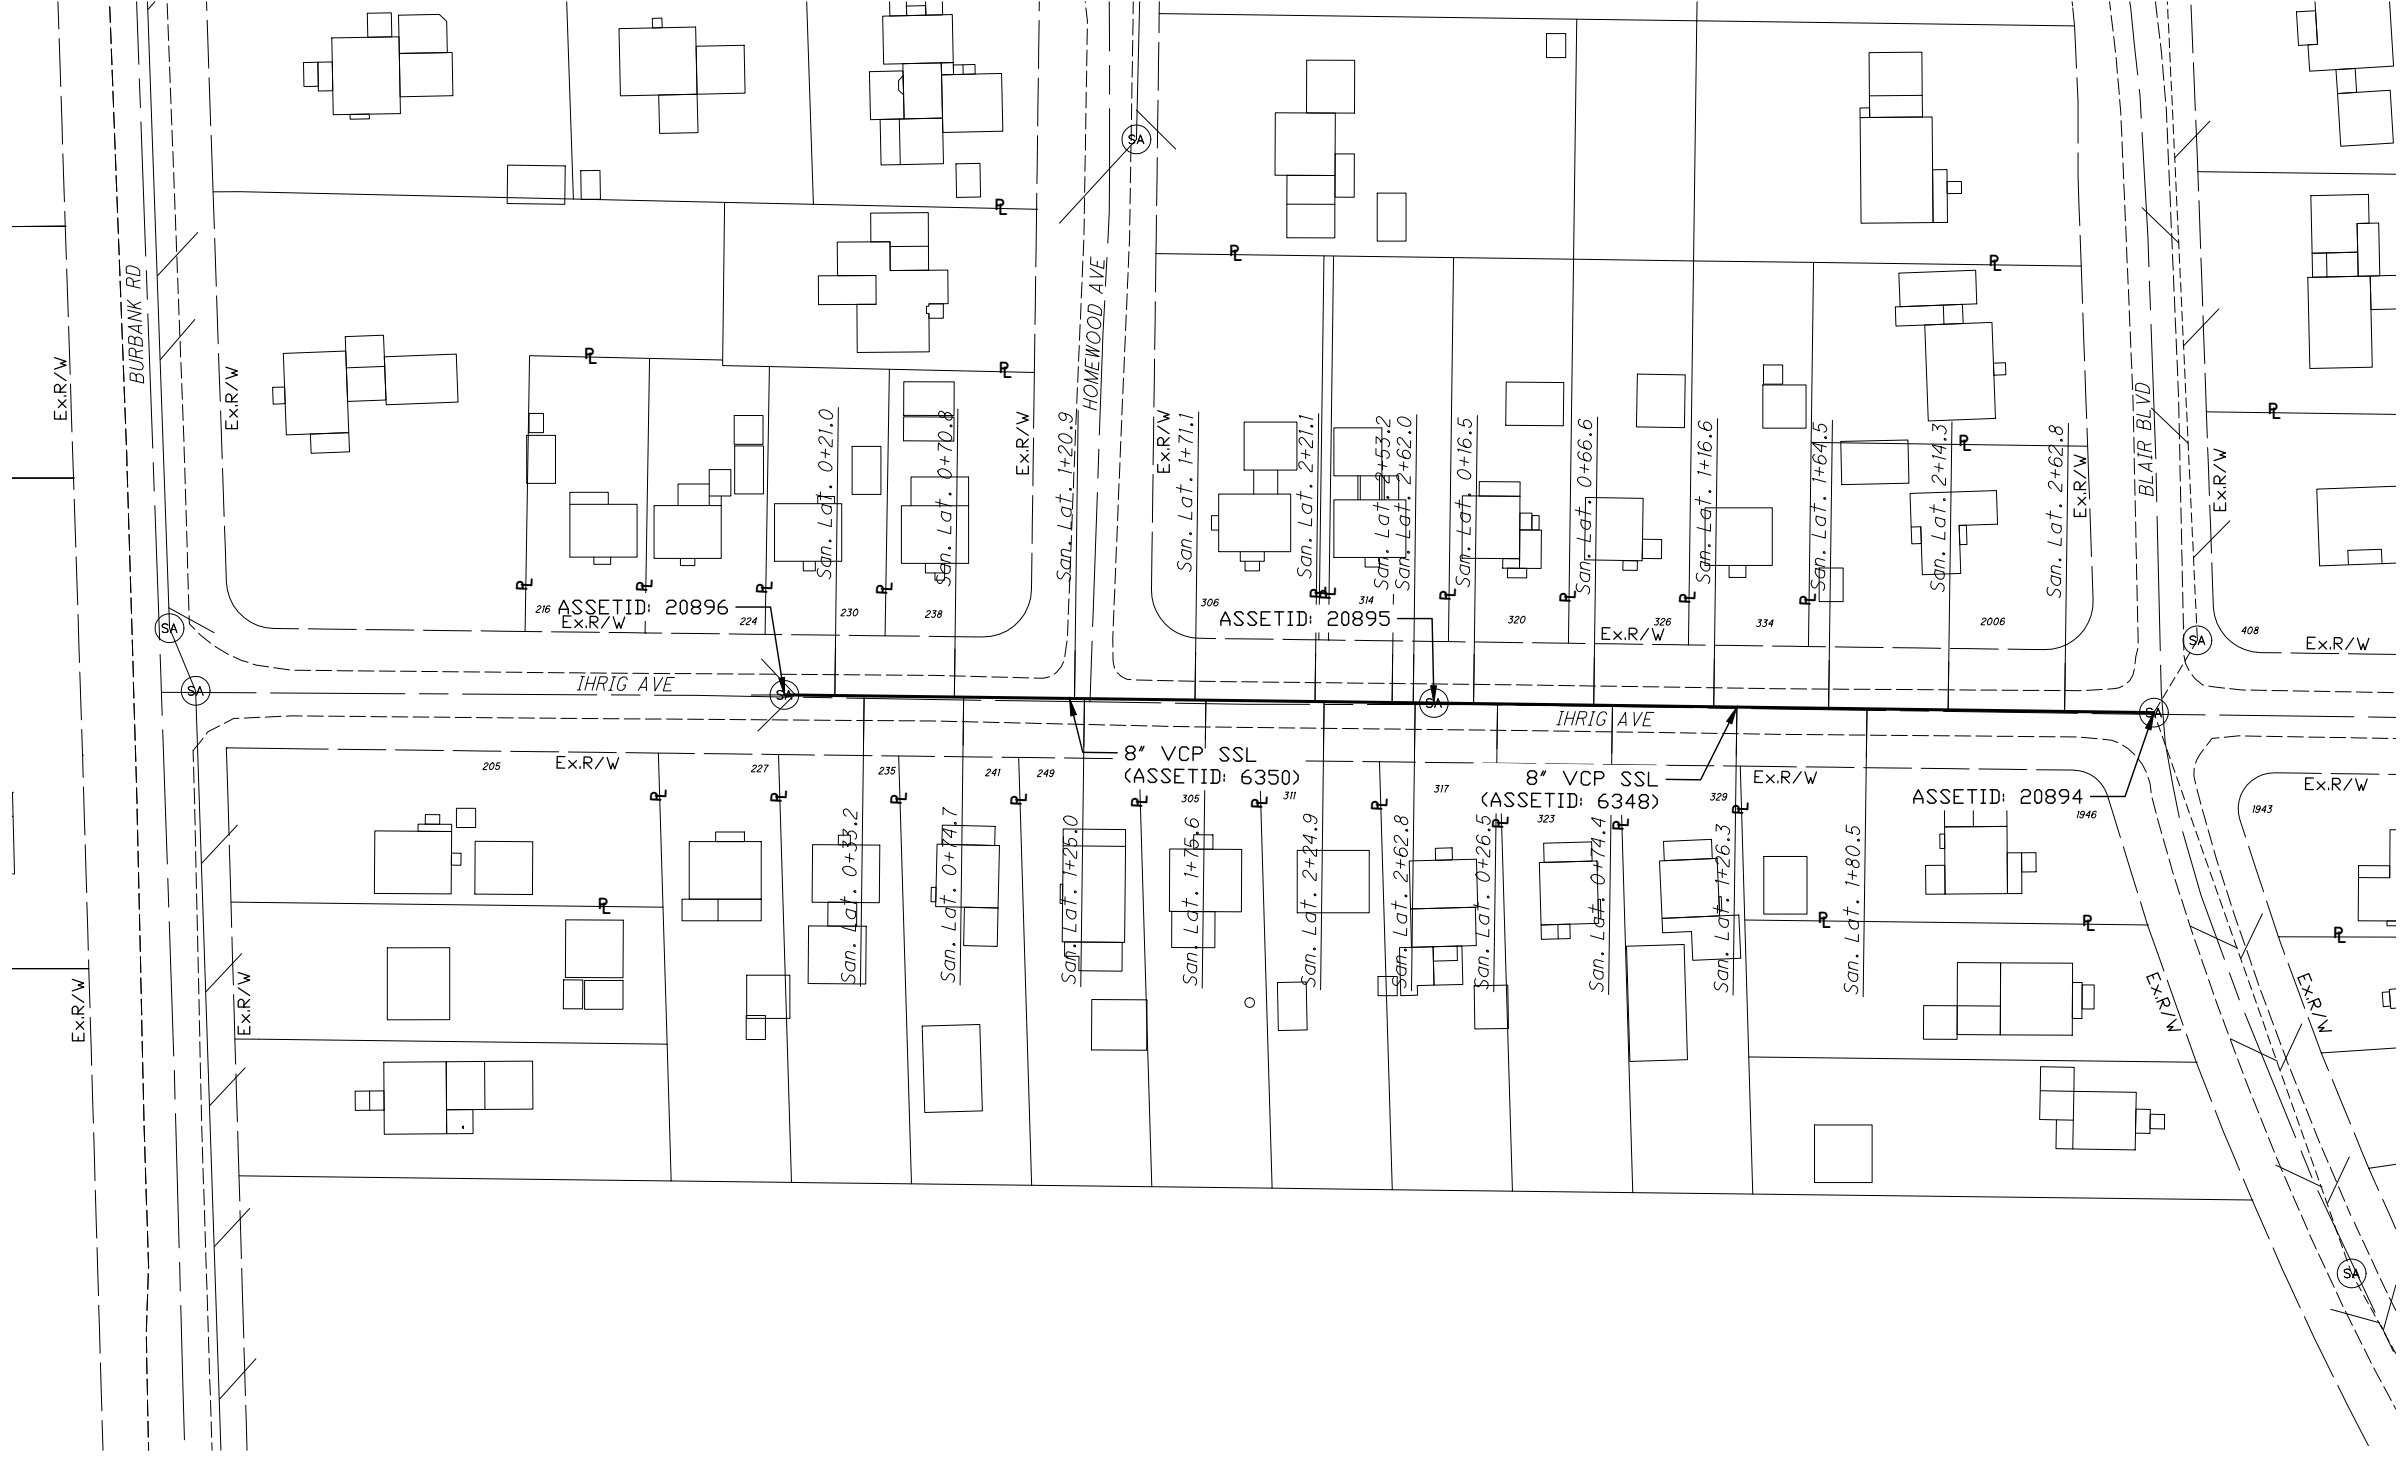 SA
BURBANK RD
HOMEWOOD AVE
BLAIR BLVD
Ex.R/W
Ex.R/W
Ex.R/W
Ex.R/W
Ex.R/W
Ex.R/W
San. Lat. 0+21.0
San. Lat. 0+70.8
San. Lat. 1+20.9
San. Lat. 1+71.1
San. Lat. 2+21.1
San. Lat. 2+53.2
San. Lat. 2+62.0
San. Lat. 0+16.5
San. Lat. 0+66.6
San. Lat. 1+16.6
San. Lat. 1+64.5
San. Lat. 2+14.3
San. Lat. 2+62.8
216
ASSETID: 20896
230
238
306
314
320
326
334
2006
408
224
Ex.R/W
ASSETID: 20895
Ex.R/W
Ex.R/W
SA
SA
SA
IHRIG AVE
SA
SA
SA
IHRIG AVE
205
Ex.R/W
227
235
241
249
8" VCP SSL
(ASSETID: 6350)
305
311
317
8" VCP SSL
(ASSETID: 6348)
323
329
Ex.R/W
ASSETID: 20894
1946
1943
Ex.R/W
San. Lat. 0+33.2
San. Lat. 0+74.7
San. Lat. 1+25.0
San. Lat. 1+75.6
San. Lat. 2+24.9
San. Lat. 2+62.8
San. Lat. 0+26.5
San. Lat. 0+74.4
San. Lat. 1+26.3
San. Lat. 1+80.5
Ex.R/W
Ex.R/W
Ex.R/W
Ex.R/W
SA